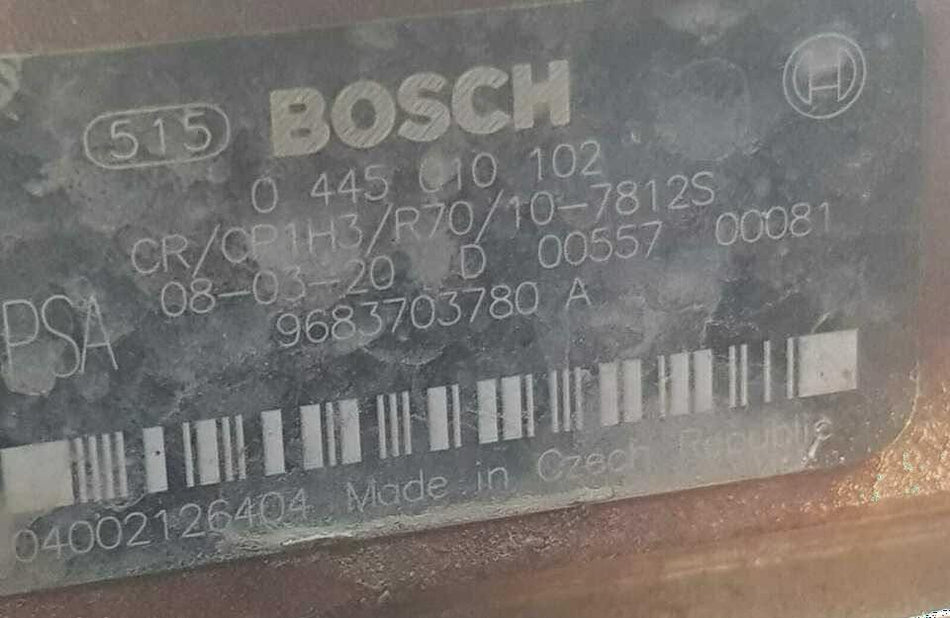 515 BOSCH
0 445 010 102
CR/CP1H3/R70/10-7812S
08-03-20 D 00557 00081
PSA 9683703780 A
04002126404 Made in Czech Republic